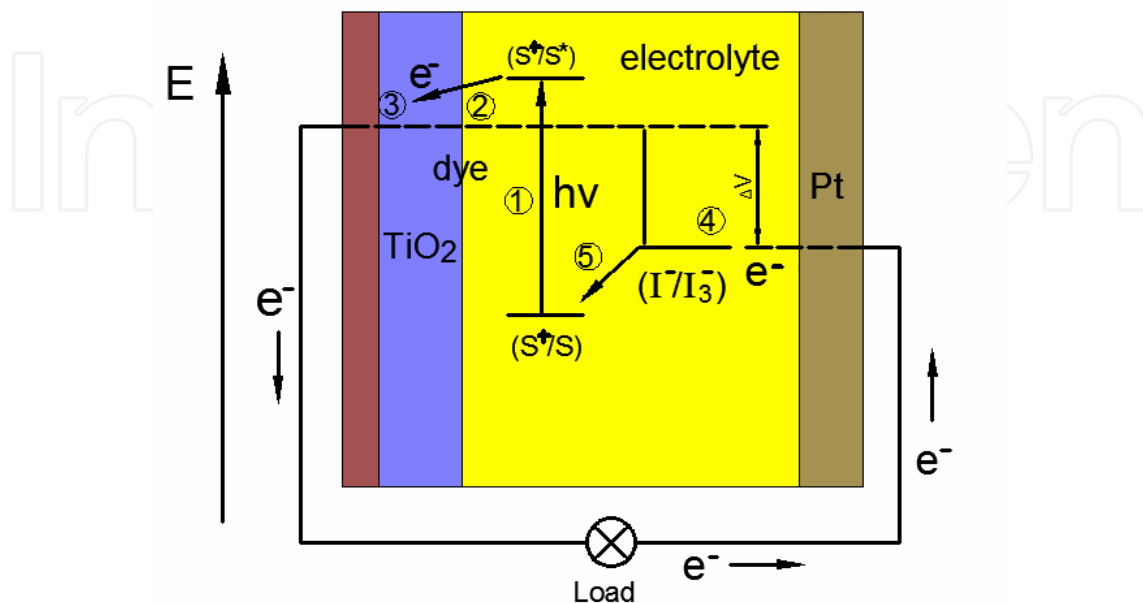 (S⁺/S*)
electrolyte
e⁻
E
③
②
dye
①
hν
ΔV
Pt
④
TiO₂
⑤
e⁻
(I⁻/I₃⁻)
e⁻
(S⁺/S)
e⁻
e⁻
Load